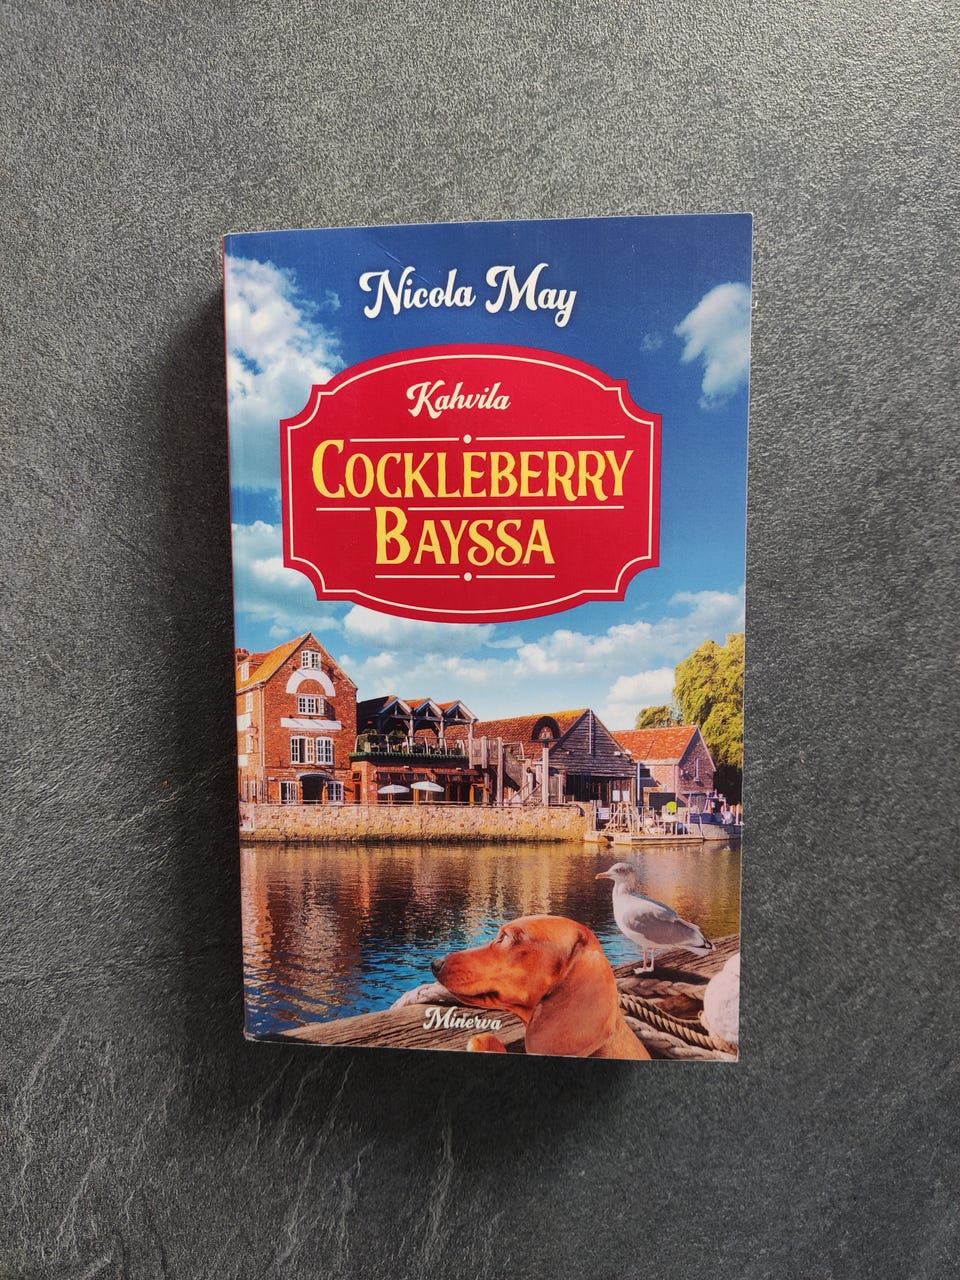 Nicola May
Kahvila
COCKLEBERRY
BAYSSA
Minerva